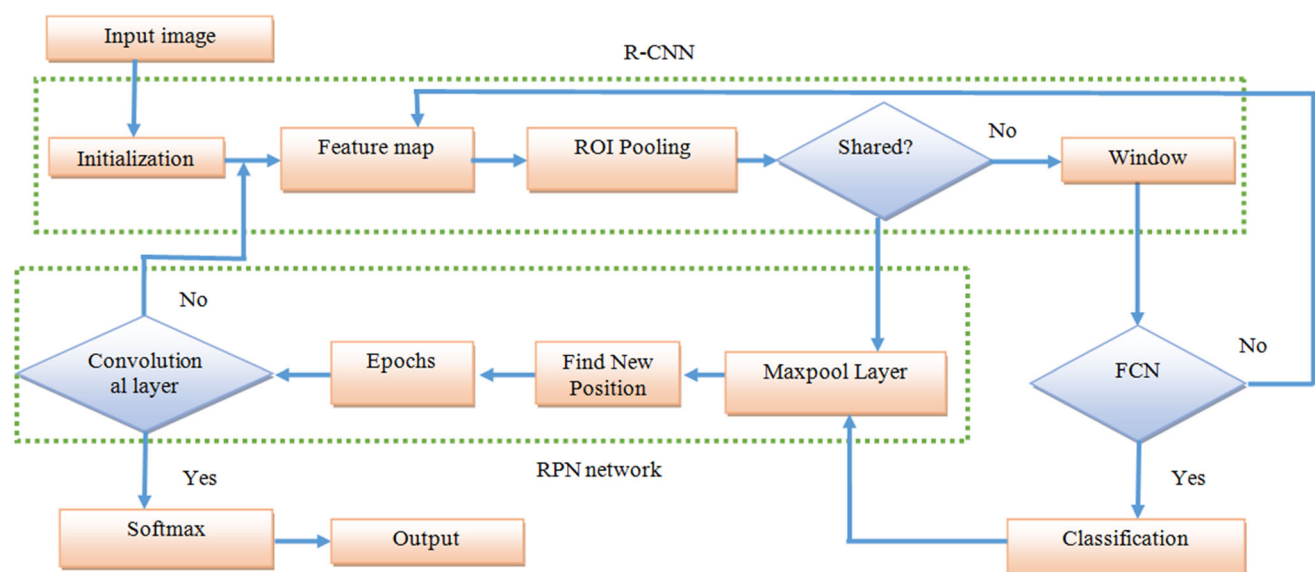 Input image
R-CNN
Initialization
Feature map
ROI Pooling
Shared?
No
Window
No
Convolution
al layer
Epochs
Find New
Position
Maxpool Layer
FCN
No
RPN network
Yes
Yes
Softmax
Output
Classification